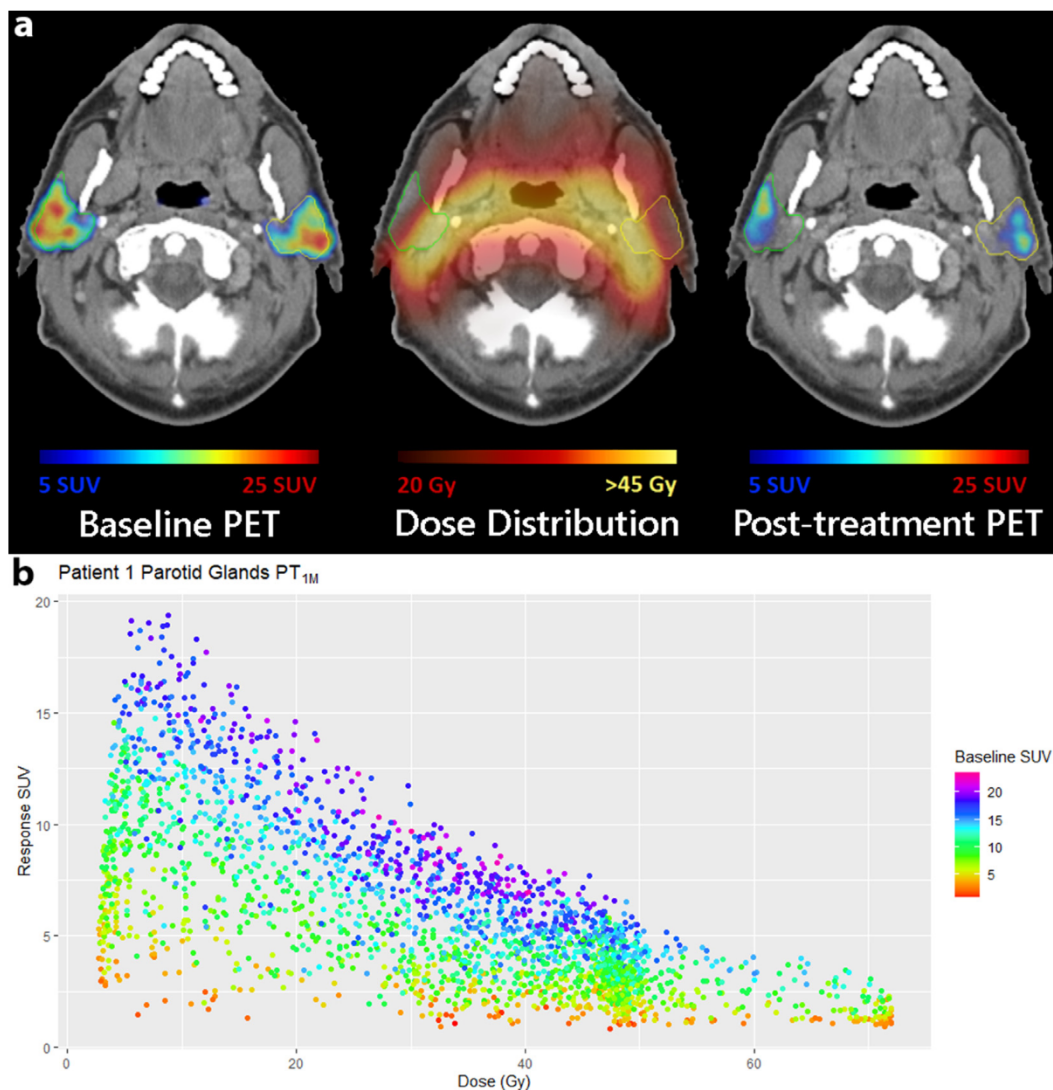 a
5 SUV 25 SUV 20 Gy >45 Gy 5 SUV 25 SUV
Baseline PET Dose Distribution Post-treatment PET
b Patient 1 Parotid Glands PT1M
20
15
10
5
0
Response SUV
0 20 40 60
Dose (Gy)
Baseline SUV
20
15
10
5